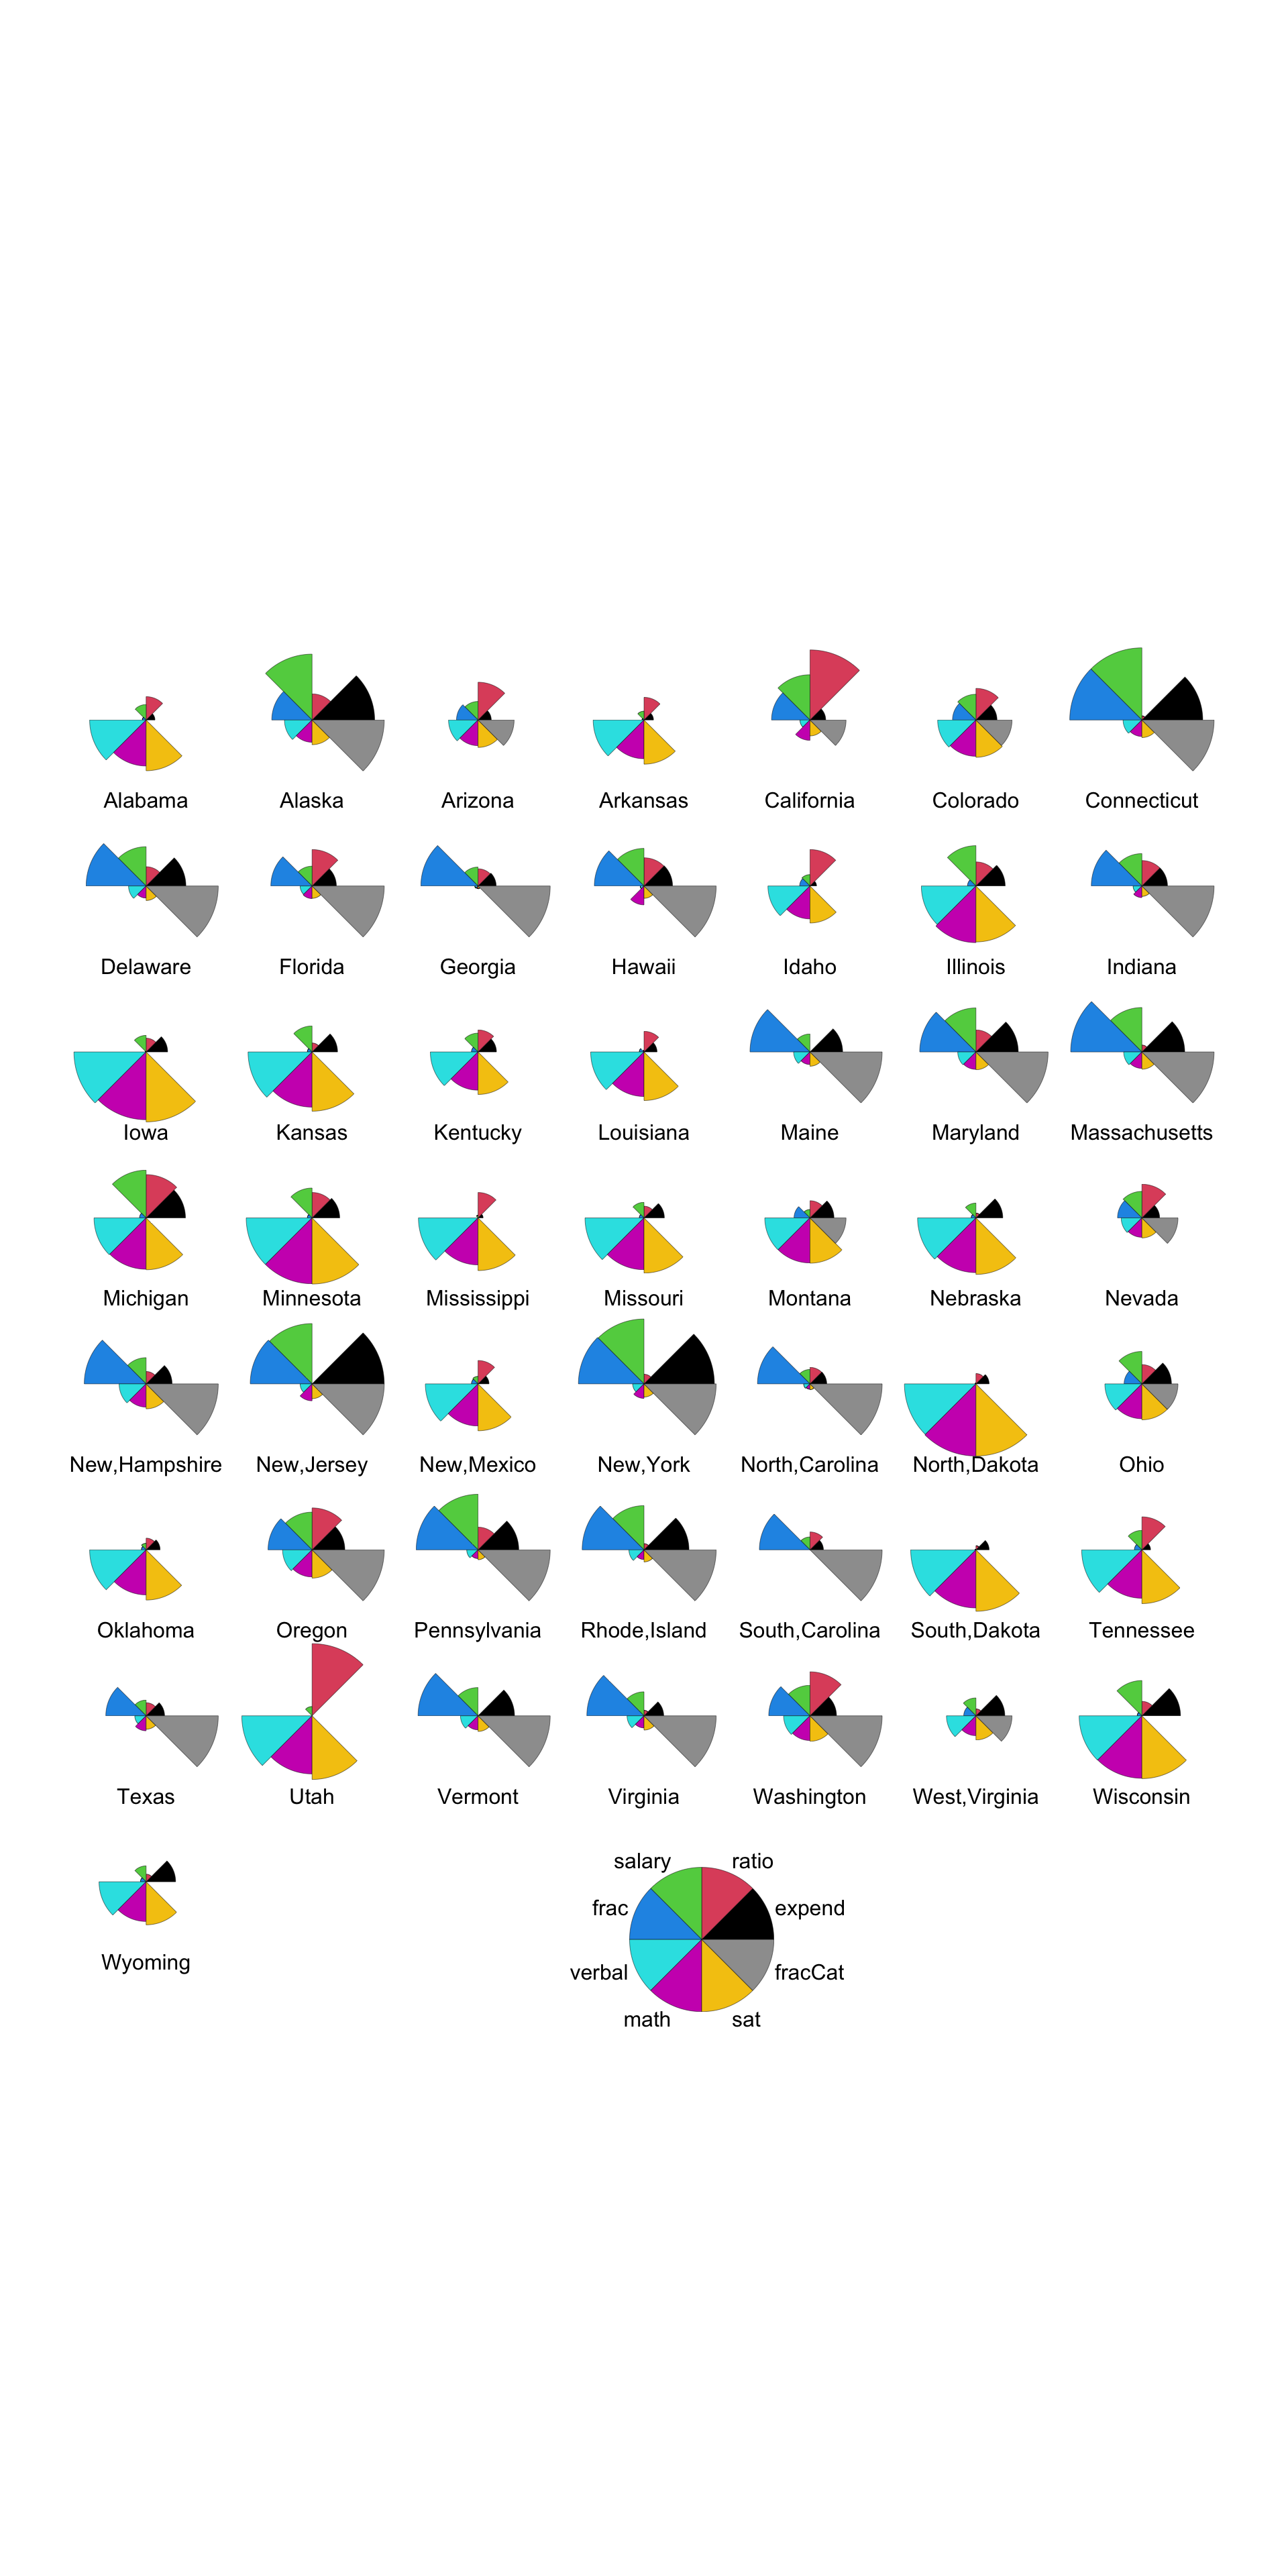 Alabama Alaska Arizona Arkansas California Colorado Connecticut
Delaware Florida Georgia Hawaii Idaho Illinois Indiana
Iowa Kansas Kentucky Louisiana Maine Maryland Massachusetts
Michigan Minnesota Mississippi Missouri Montana Nebraska Nevada
New,Hampshire New,Jersey New,Mexico New,York North,Carolina North,Dakota Ohio
Oklahoma Oregon Pennsylvania Rhode,Island South,Carolina South,Dakota Tennessee
Texas Utah Vermont Virginia Washington West,Virginia Wisconsin
salary ratio
frac expend
Wyoming
verbal fracCat
math sat